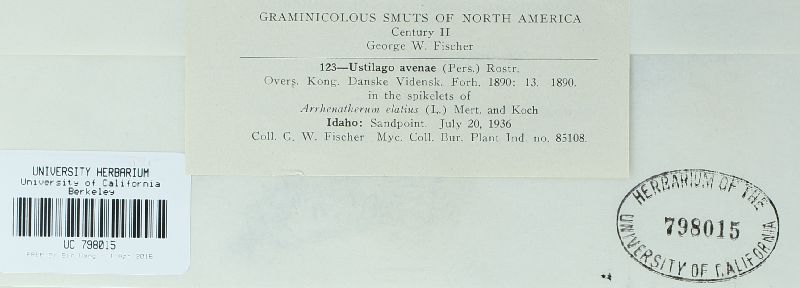 GRAMINICOLOUS SMUTS OF NORTH AMERICA
Century II
George W. Fischer
123—Ustilago avenae (Pers.) Rostr.
Overs. Kong. Danske Vidensk. Forh. 1890: 13. 1890.
in the spikelets of
Arrhenatherum elatius (L.) Mert. and Koch
Idaho: Sandpoint. July 20, 1936
Coll. G. W. Fischer Myc. Coll. Bur. Plant Ind. no. 85108.
UNIVERSITY HERBARIUM
University of California
Berkeley
UC 798015
1 Apr 2016
HERBARIUM OF THE
798015
UNIVERSITY OF CALIFORNIA